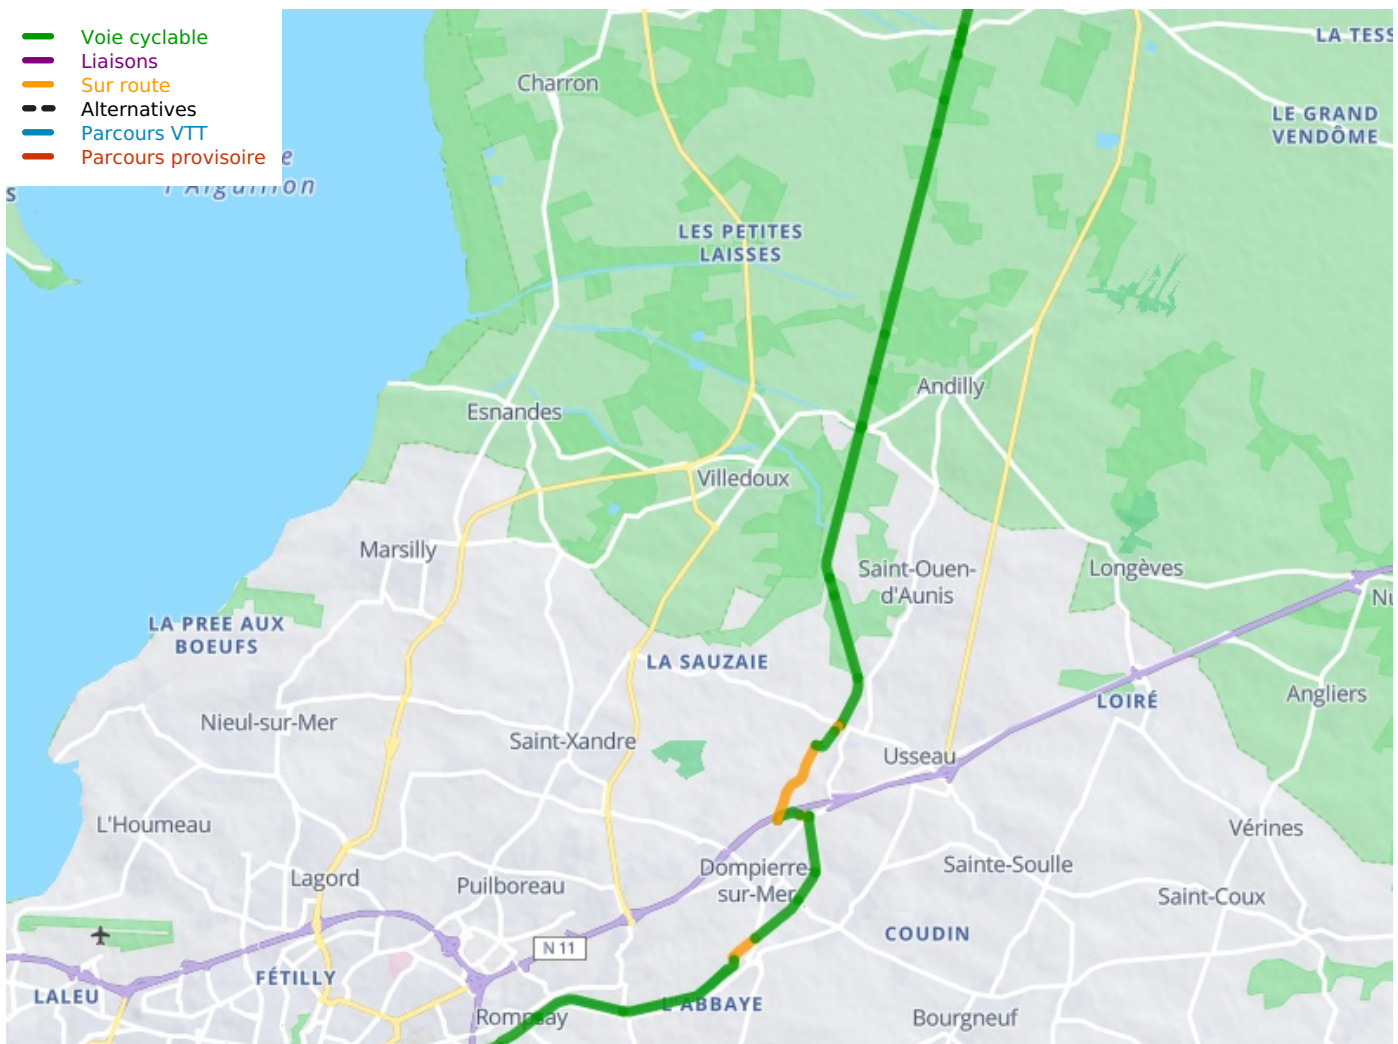 Voie cyclable
Liaisons
Sur route
Alternatives
Parcours VTT
Parcours provisoire
LA TESS
Charron
LE GRAND
VENDÔME
LES PETITES
LAISSES
Andilly
Esnandes
Villedoux
Marsilly
Saint-Ouen-
d'Aunis
Longèves
Nu
LA PREE AUX
BOEUFS
LA SAUZAIE
LOIRÉ
Angliers
Nieul-sur-Mer
Saint-Xandre
Usseau
L'Houmeau
Vérines
Lagord
Puilboreau
Dompierre-
sur-Mer
Sainte-Soulle
Saint-Coux
COUDIN
N 11
FÉTILLY
LALEU
L'ABBAYE
Rompsay
Bourgneuf